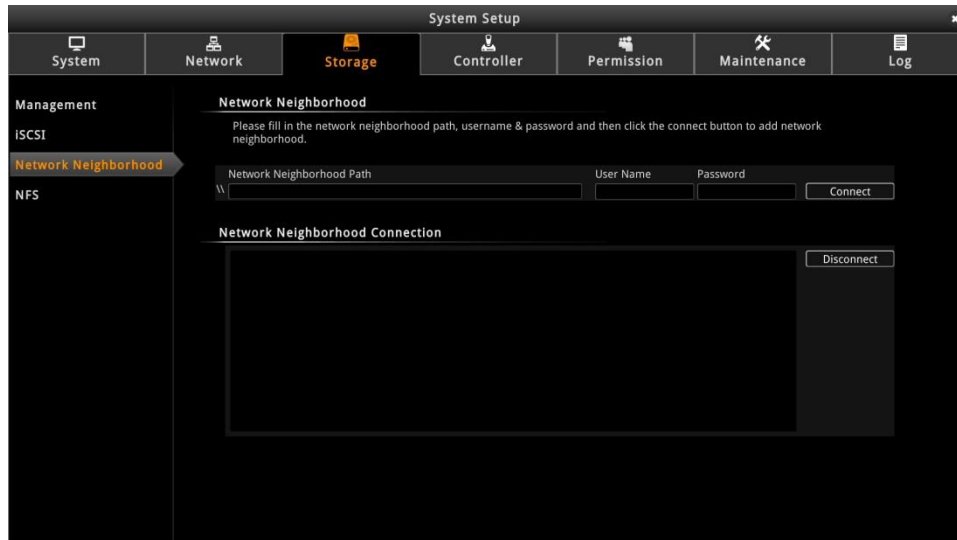 System Setup
System
Network
Storage
Controller
Permission
Maintenance
Log
Management
iSCSI
Network Neighborhood
NFS
Network Neighborhood
Please fill in the network neighborhood path, username & password and then click the connect button to add network
neighborhood.
Network Neighborhood Path User Name Password
\\
Connect
Network Neighborhood Connection
Disconnect